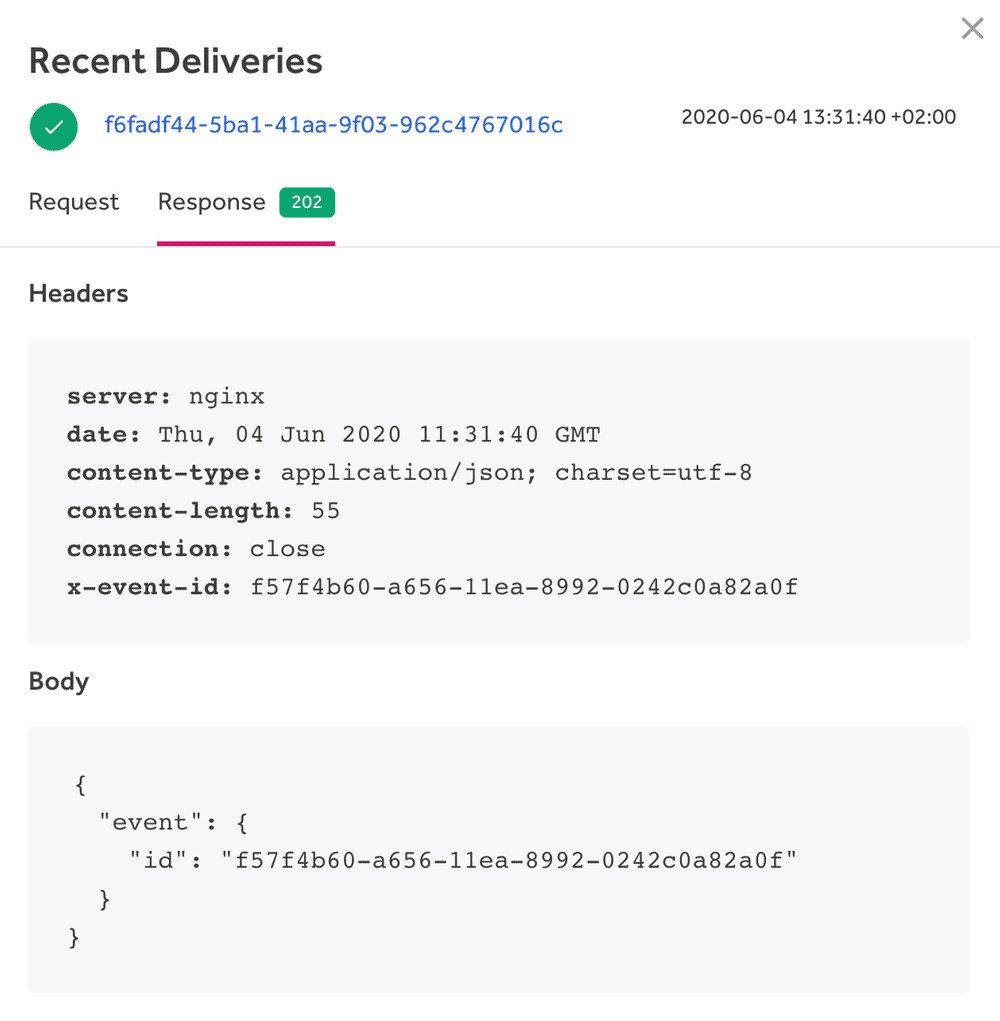 Recent Deliveries
f6fadf44-5ba1-41aa-9f03-962c4767016c 2020-06-04 13:31:40 +02:00
Request Response 202
Headers
server: nginx
date: Thu, 04 Jun 2020 11:31:40 GMT
content-type: application/json; charset=utf-8
content-length: 55
connection: close
x-event-id: f57f4b60-a656-11ea-8992-0242c0a82a0f
Body
{
"event": {
"id": "f57f4b60-a656-11ea-8992-0242c0a82a0f"
}
}